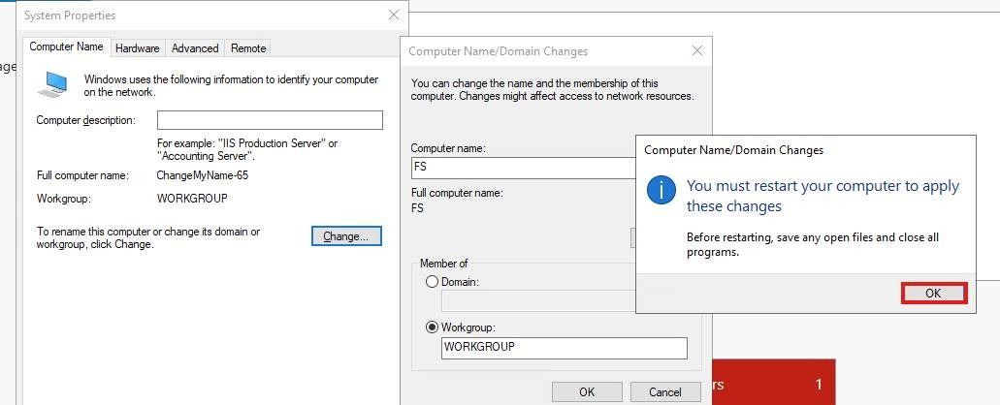 System Properties
Computer Name
Hardware
Advanced
Remote
Windows uses the following information to identify your computer
on the network.
Computer description:
For example: "IIS Production Server" or
"Accounting Server".
Full computer name:
ChangeMyName-65
Workgroup:
WORKGROUP
To rename this computer or change its domain or
workgroup, click Change.
Change...
Computer Name/Domain Changes
You can change the name and the membership of this
computer. Changes might affect access to network resources.
Computer name:
FS
Full computer name:
FS
Member of
Domain:
Workgroup:
WORKGROUP
OK
Cancel
Computer Name/Domain Changes
You must restart your computer to apply
these changes
Before restarting, save any open files and close all
programs.
OK
1